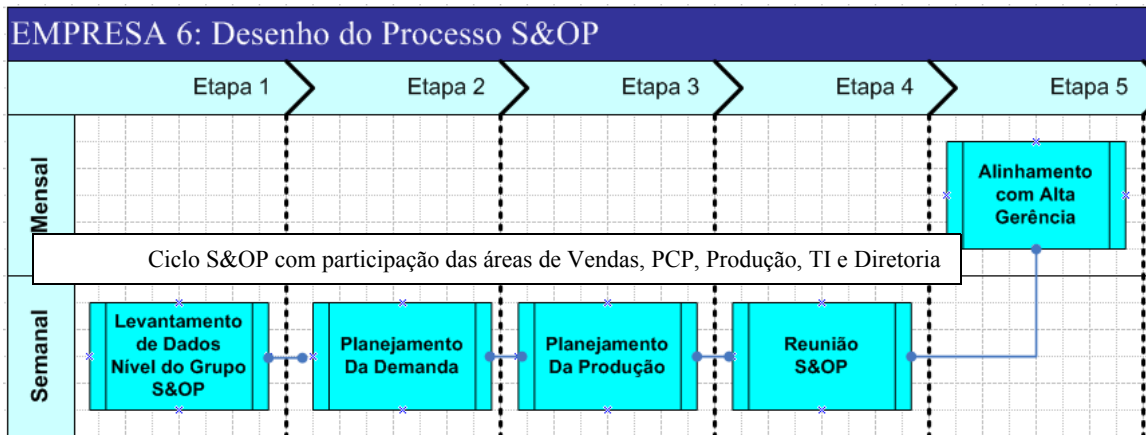 EMPRESA 6: Desenho do Processo S&OP
Etapa 1
Etapa 2
Etapa 3
Etapa 4
Etapa 5
Mensal
Alinhamento
com Alta
Gerência
Ciclo S&OP com participação das áreas de Vendas, PCP, Produção, TI e Diretoria
Semanal
Levantamento
de Dados
Nível do Grupo
S&OP
Planejamento
Da Demanda
Planejamento
Da Produção
Reunião
S&OP